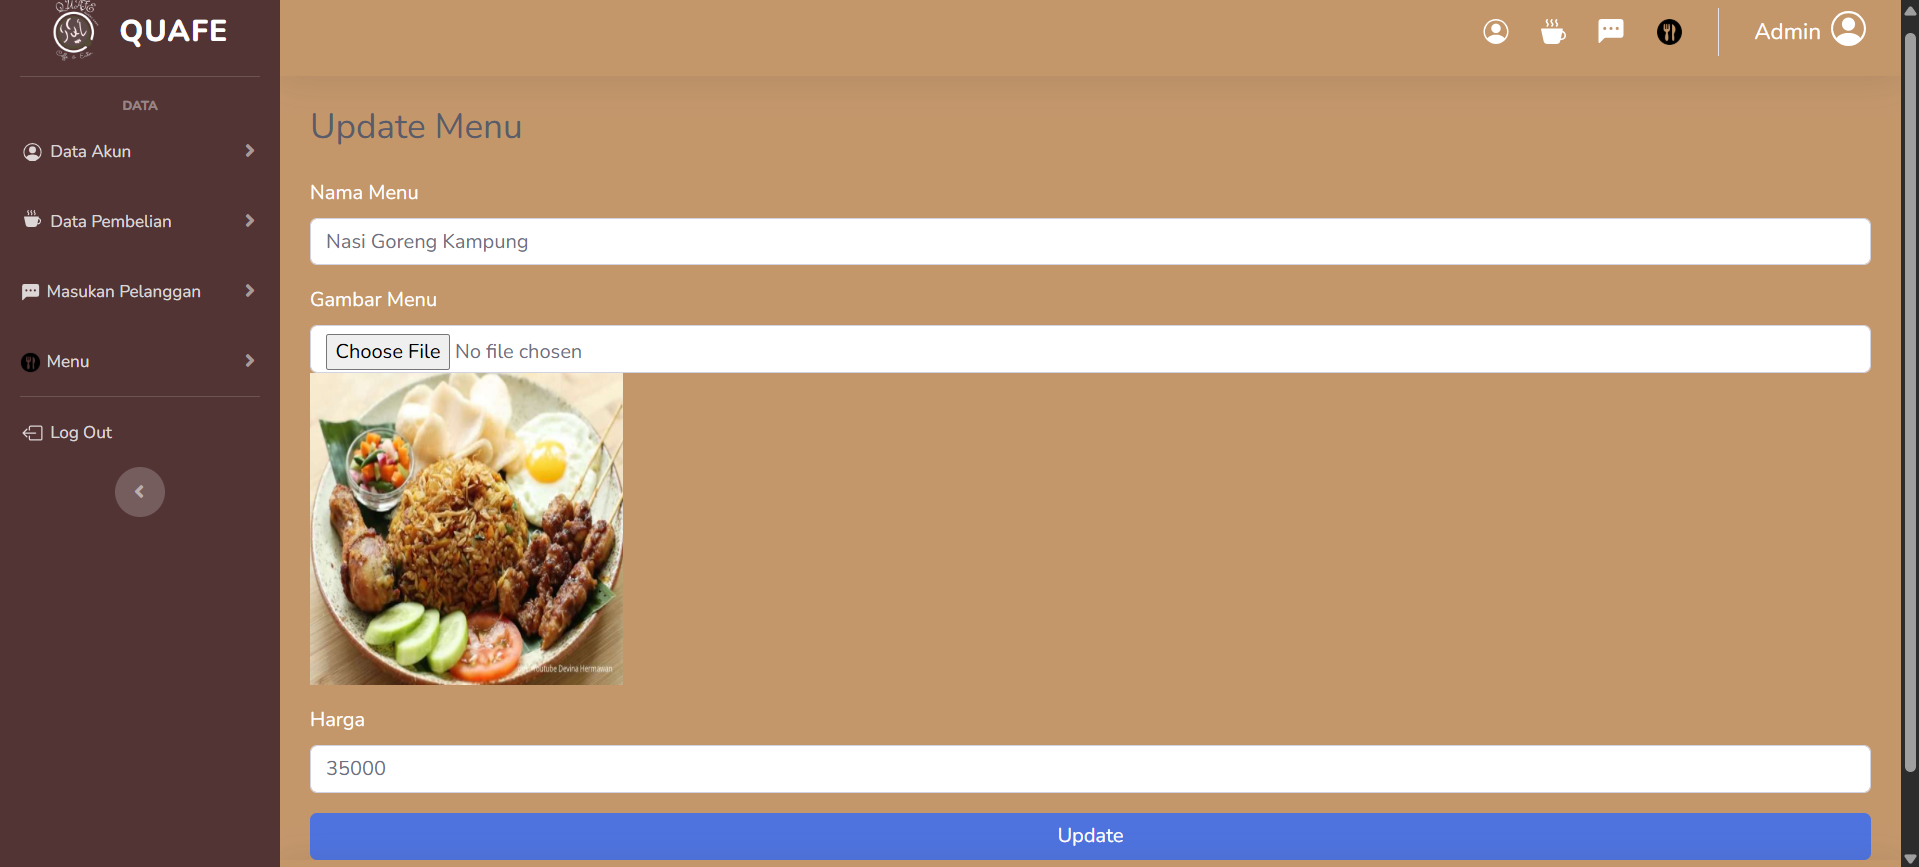 QUAFE
Admin
DATA
Data Akun
Data Pembelian
Masukan Pelanggan
Menu
Log Out
Update Menu
Nama Menu
Nasi Goreng Kampung
Gambar Menu
Choose File No file chosen
Youtube Devina Hermawan
Harga
35000
Update